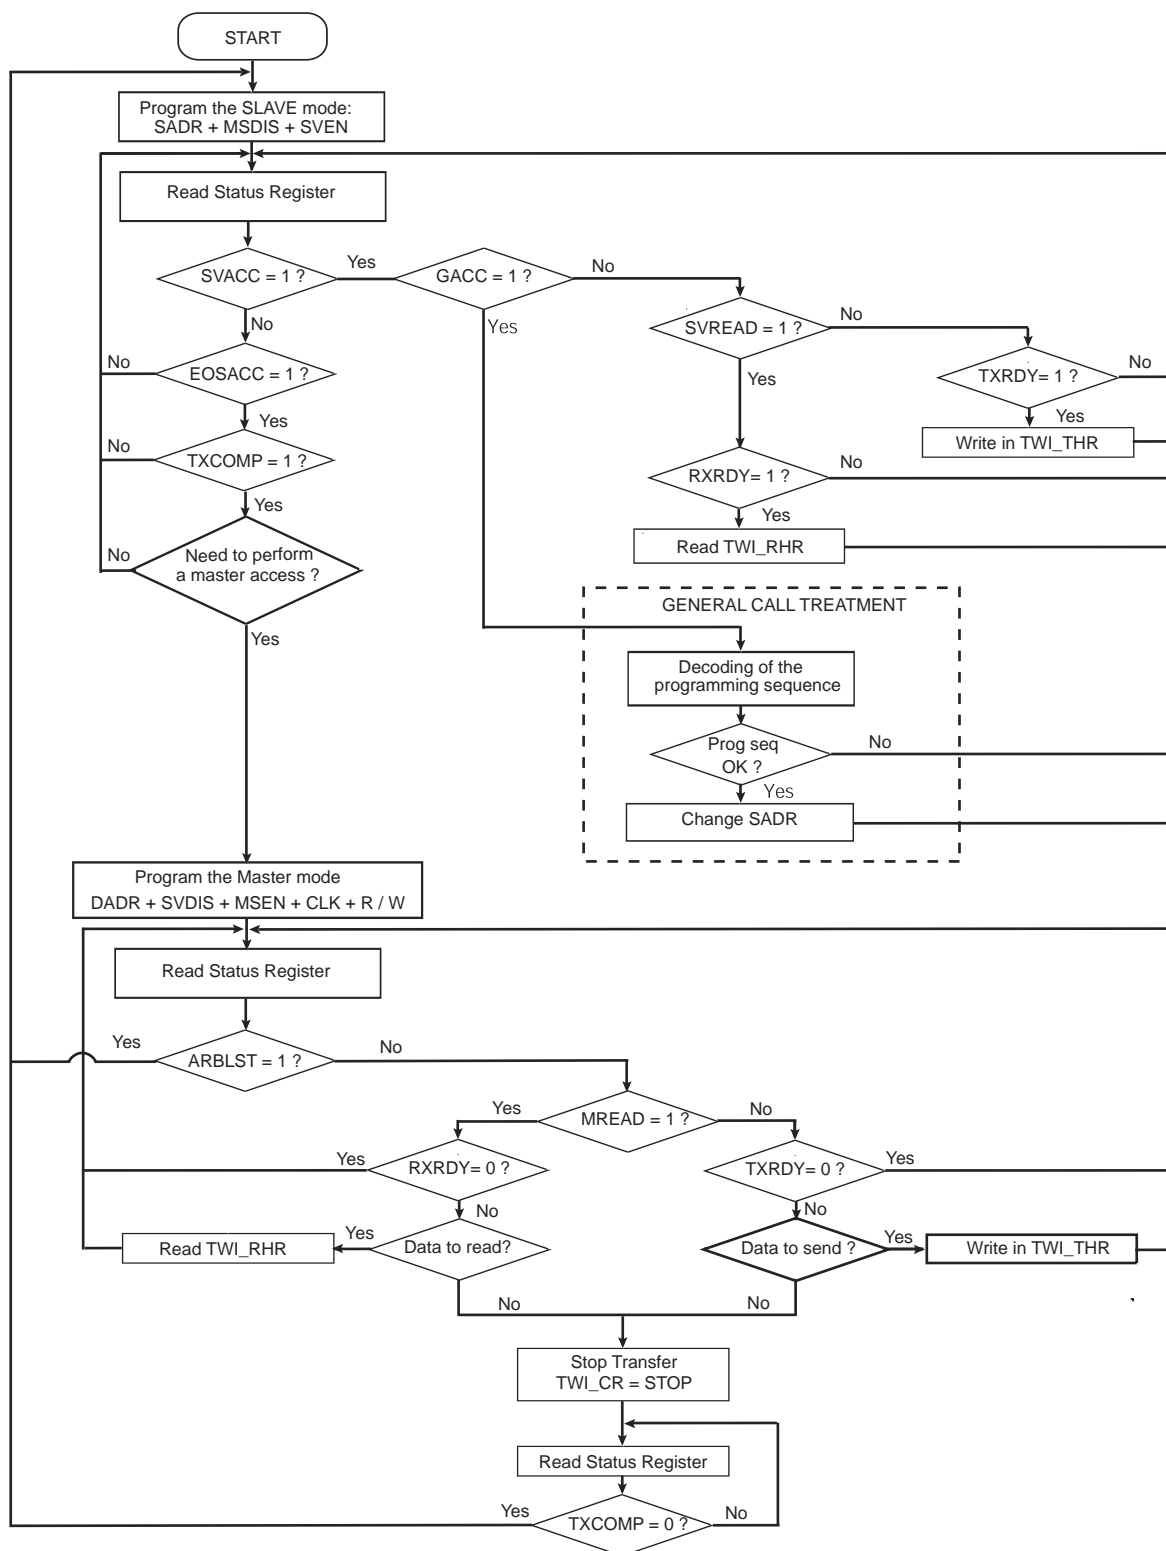 START
Program the SLAVE mode:
SADR + MSDIS + SVEN
Read Status Register
SVACC = 1 ?
Yes
GACC = 1 ?
No
No
Yes
SVREAD = 1 ?
No
No
EOSACC = 1 ?
Yes
Yes
TXRDY= 1 ?
No
Yes
Write in TWI_THR
No
TXCOMP = 1 ?
Yes
RXRDY= 1 ?
No
Yes
Read TWI_RHR
No
Need to perform
a master access ?
Yes
GENERAL CALL TREATMENT
Decoding of the
programming sequence
Prog seq
OK ?
No
Yes
Change SADR
Program the Master mode
DADR + SVDIS + MSEN + CLK + R / W
Read Status Register
Yes
ARBLST = 1 ?
No
Yes
MREAD = 1 ?
No
Yes
RXRDY= 0 ?
TXRDY= 0 ?
Yes
No
No
Read TWI_RHR
Yes
Data to read?
Data to send ?
Yes
Write in TWI_THR
No
No
Stop Transfer
TWI_CR = STOP
Read Status Register
Yes
TXCOMP = 0 ?
No